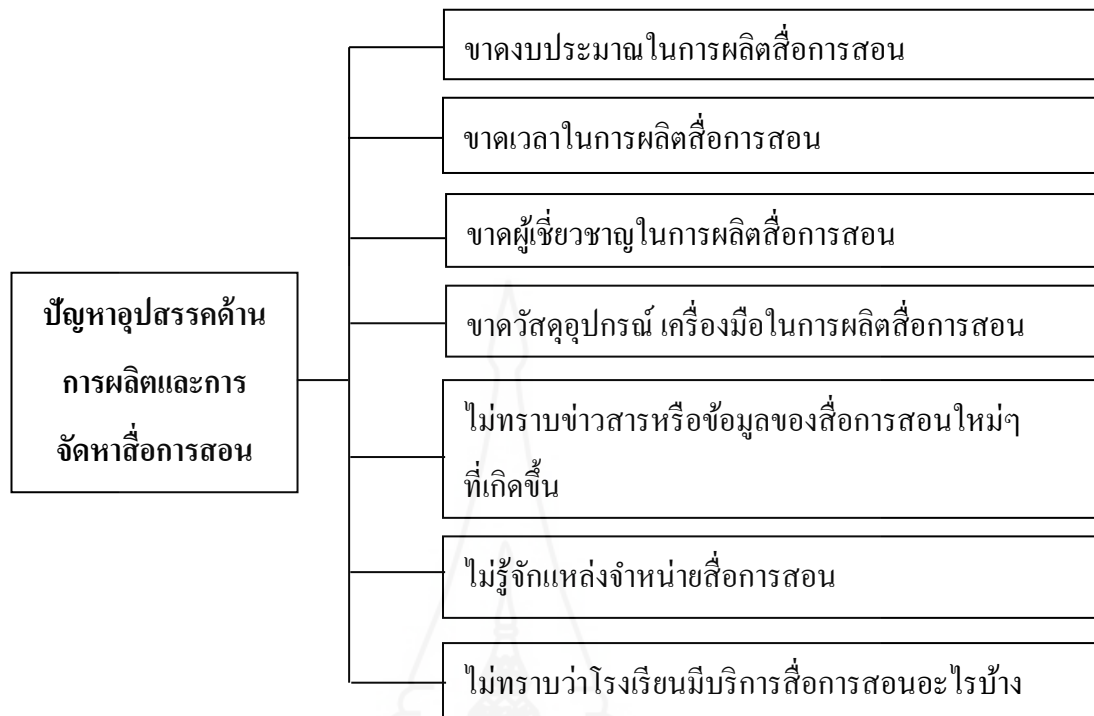 ปัญหาอุปสรรคด้าน
การผลิตและการ
จัดหาสื่อการสอน
ขาดงบประมาณในการผลิตสื่อการสอน
ขาดเวลาในการผลิตสื่อการสอน
ขาดผู้เชี่ยวชาญในการผลิตสื่อการสอน
ขาดวัสดุอุปกรณ์ เครื่องมือในการผลิตสื่อการสอน
ไม่ทราบข่าวสารหรือข้อมูลของสื่อการสอนใหม่ๆ
ที่เกิดขึ้น
ไม่รู้จักแหล่งจำหน่ายสื่อการสอน
ไม่ทราบว่าโรงเรียนมีบริการสื่อการสอนอะไรบ้าง